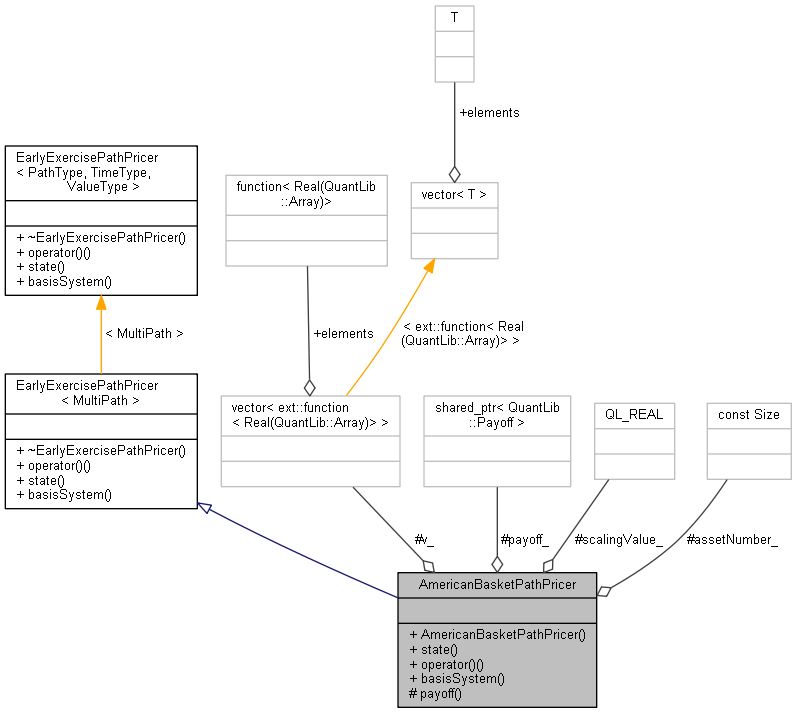 T
+elements
EarlyExercisePathPricer
< PathType, TimeType,
ValueType >
+ ~EarlyExercisePathPricer()
+ operator()()
+ state()
+ basisSystem()
function< Real(QuantLib
::Array)>
vector< T >
< MultiPath >
+elements
< ext::function< Real
(QuantLib::Array)> >
EarlyExercisePathPricer
< MultiPath >
+ ~EarlyExercisePathPricer()
+ operator()()
+ state()
+ basisSystem()
vector< ext::function
< Real(QuantLib::Array)> >
shared_ptr< QuantLib
::Payoff >
QL_REAL
const Size
#v_
#payoff_
#scalingValue_
#assetNumber_
AmericanBasketPathPricer
+ AmericanBasketPathPricer()
+ state()
+ operator()()
+ basisSystem()
# payoff()